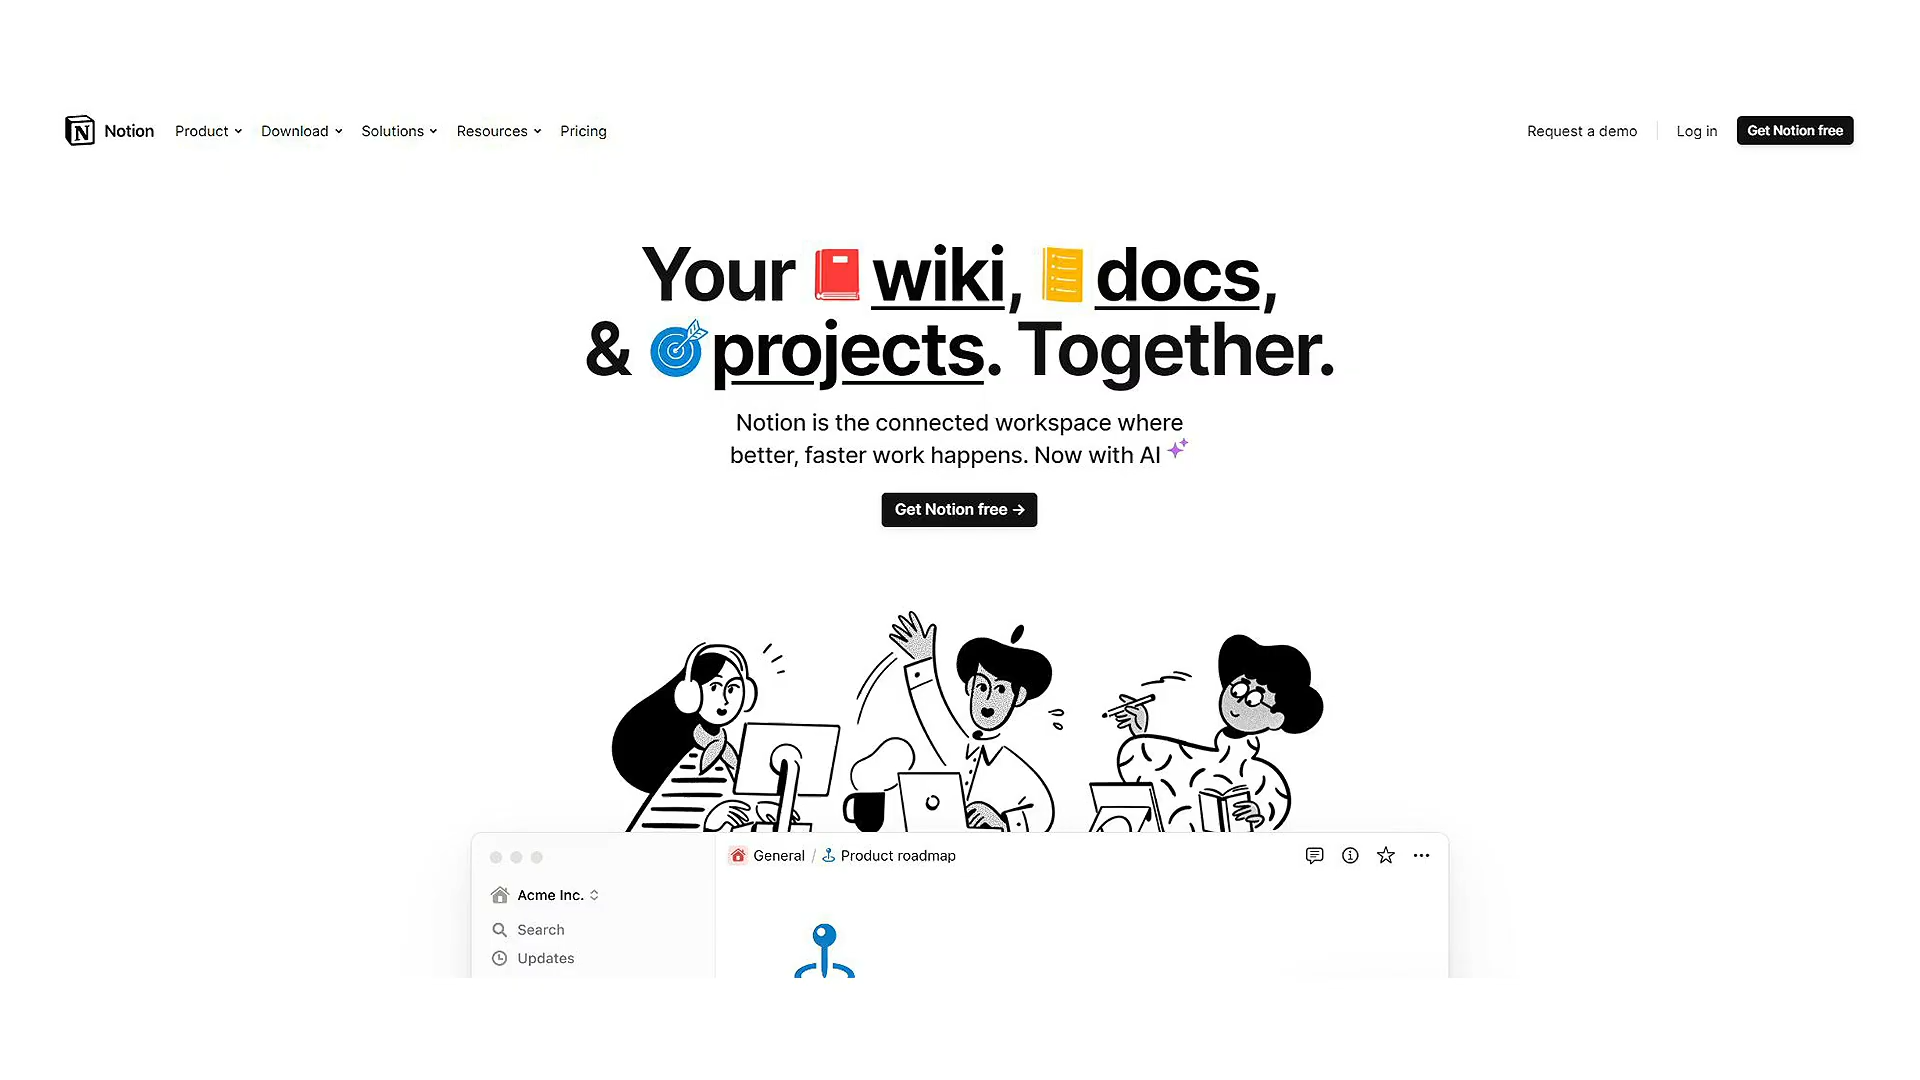 Notion Product Download Solutions Resources Pricing Request a demo Log in Get Notion free
Your wiki, docs,
& projects. Together.
Notion is the connected workspace where
better, faster work happens. Now with AI
Get Notion free →
General / Product roadmap
Acme Inc.
Search
Updates